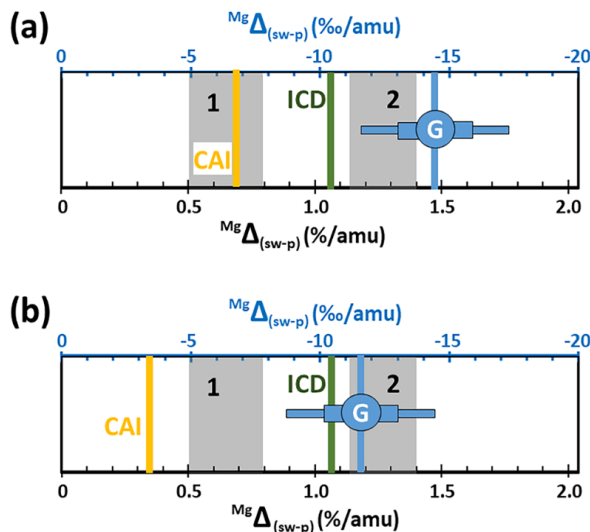 (a)
MgΔ(sw-p) (‰/amu)
0 -5 -10 -15 -20
1 ICD 2
G
CAI
0 0.5 1.0 1.5 2.0
MgΔ(sw-p) (%/amu)
(b)
MgΔ(sw-p) (‰/amu)
0 -5 -10 -15 -20
1 ICD 2
CAI G
0 0.5 1.0 1.5 2.0
MgΔ(sw-p) (%/amu)